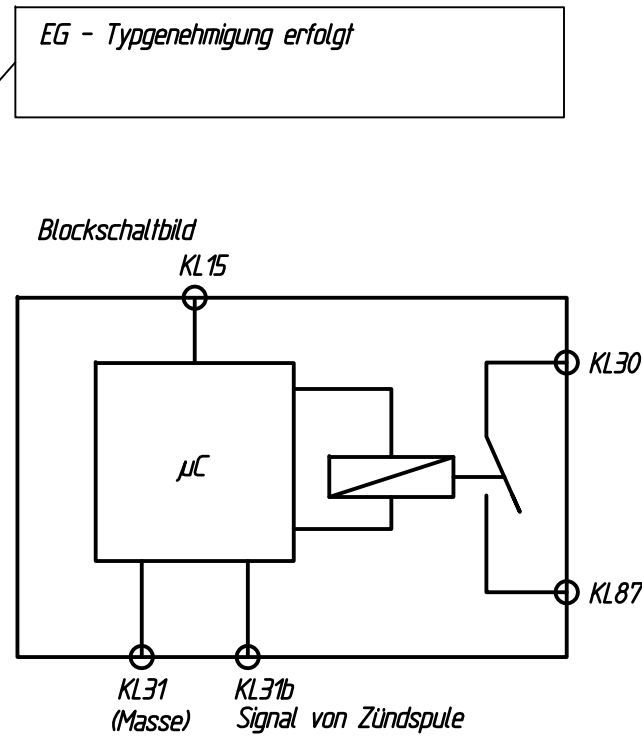 EG - Typgenehmigung erfolgt
Blockschaltbild
KL15
KL30
µC
KL87
KL31
(Masse)
KL31b
Signal von Zündspule